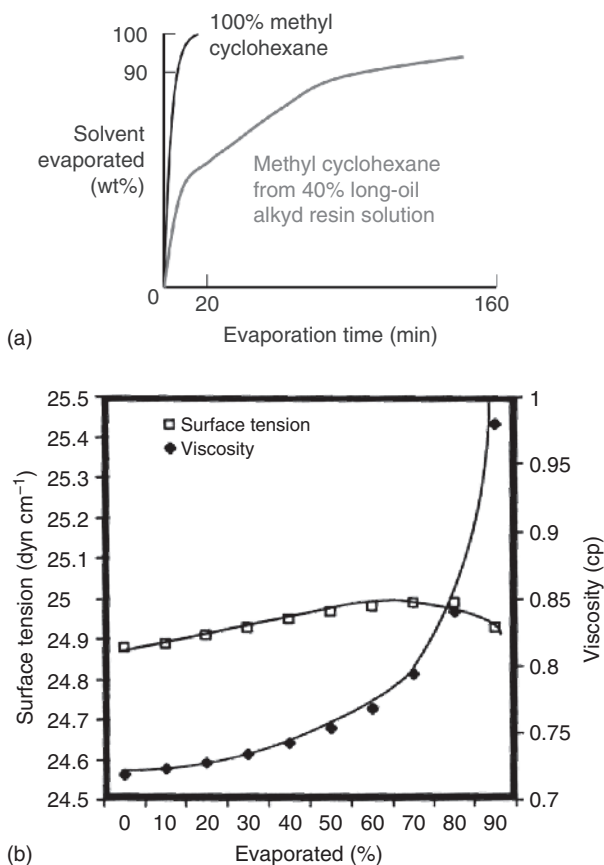 100
100% methyl
cyclohexane
90
Solvent
evaporated
(wt%)
Methyl cyclohexane
from 40% long-oil
alkyd resin solution
0
20
160
(a)
Evaporation time (min)
25.5
25.4
25.3
25.2
25.1
25
24.9
24.8
24.7
24.6
24.5
Surface tension (dyn cm⁻¹)
Surface tension
Viscosity
1
0.95
0.9
0.85
0.8
0.75
0.7
Viscosity (cp)
0 10 20 30 40 50 60 70 80 90
(b)
Evaporated (%)